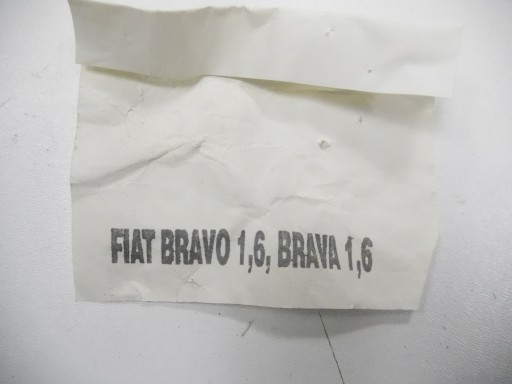 FIAT BRAVO 1,6, BRAVA 1,6